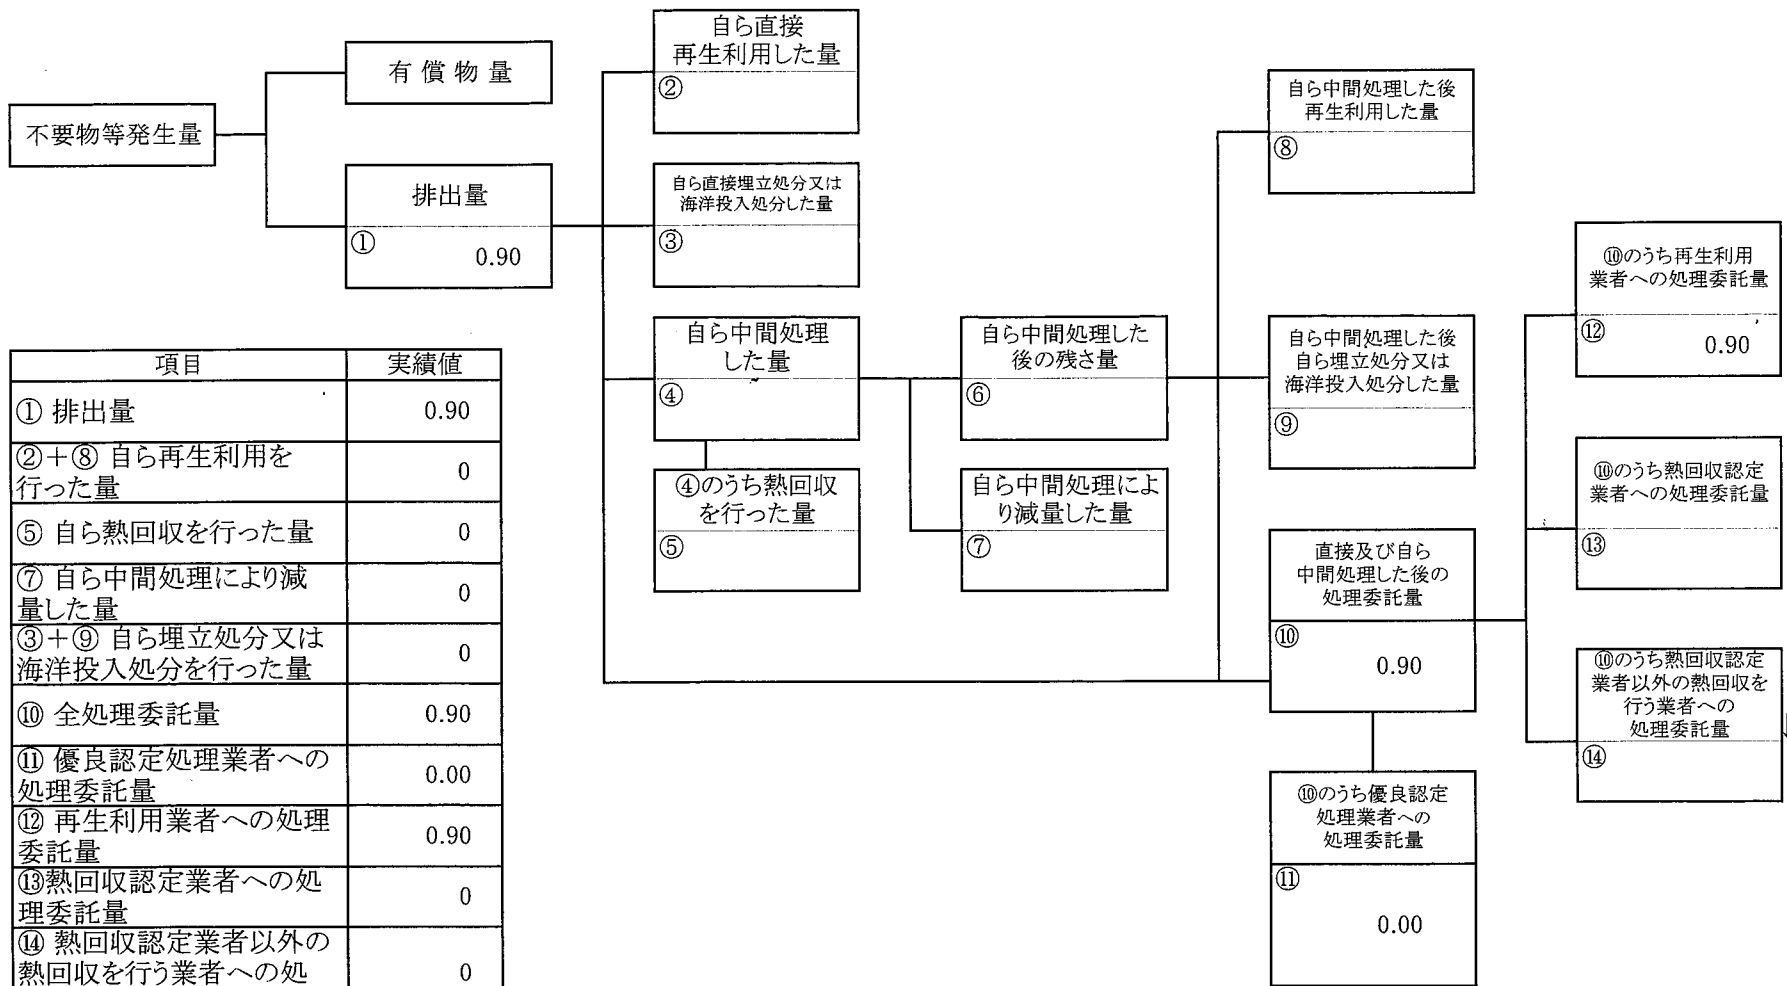 不要物等発生量
有償物量
排出量
①
0.90
自ら直接
再生利用した量
②
自ら直接埋立処分又は
海洋投入処分した量
③
自ら中間処理
した量
④
④のうち熱回収
を行った量
⑤
自ら中間処理した
後の残さ量
⑥
自ら中間処理によ
り減量した量
⑦
自ら中間処理した後
再生利用した量
⑧
自ら中間処理した後
自ら埋立処分又は
海洋投入処分した量
⑨
直接及び自ら
中間処理した後の
処理委託量
⑩
0.90
⑩のうち優良認定
処理業者への
処理委託量
⑪
0.00
⑩のうち再生利用
業者への処理委託量
⑫
0.90
⑩のうち熱回収認定
業者への処理委託量
⑬
⑩のうち熱回収認定
業者以外の熱回収を
行う業者への
処理委託量
⑭
項目 実績値
① 排出量 0.90
②+⑧ 自ら再生利用を
行った量 0
⑤ 自ら熱回収を行った量 0
⑦ 自ら中間処理により減
量した量 0
③+⑨ 自ら埋立処分又は
海洋投入処分を行った量 0
⑩ 全処理委託量 0.90
⑪ 優良認定処理業者への
処理委託量 0.00
⑫ 再生利用業者への処理
委託量 0.90
⑬熱回収認定業者への処
理委託量 0
⑭ 熱回収認定業者以外の
熱回収を行う業者への処 0